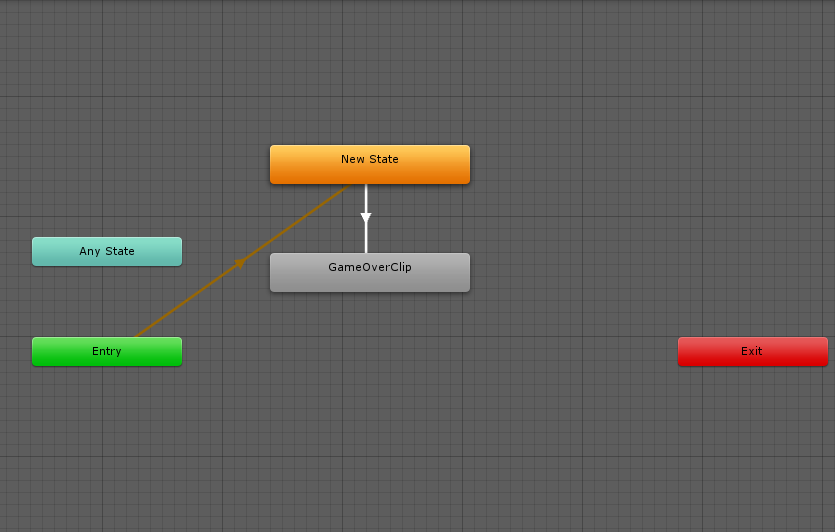 New State
Any State
GameOverClip
Entry
Exit